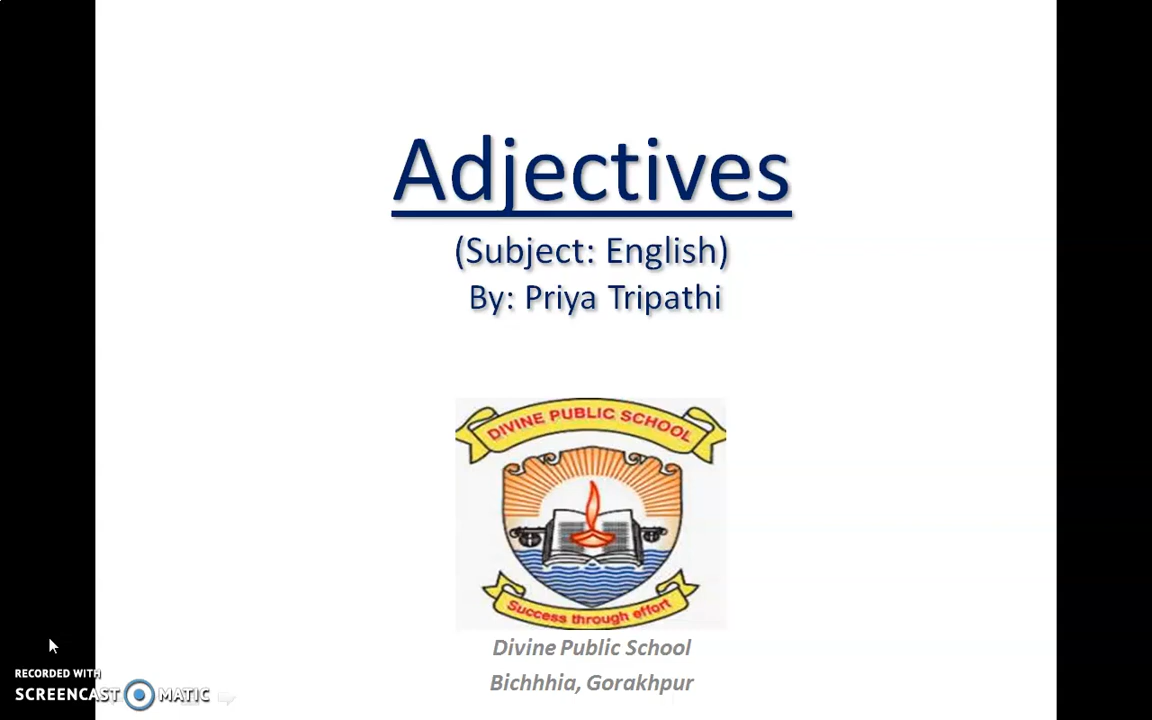 Adjectives
(Subject: English)
By: Priya Tripathi
DIVINE PUBLIC SCHOOL
Success through effort
Divine Public School
Bichhhia, Gorakhpur
RECORDED WITH
SCREENCAST MATIC